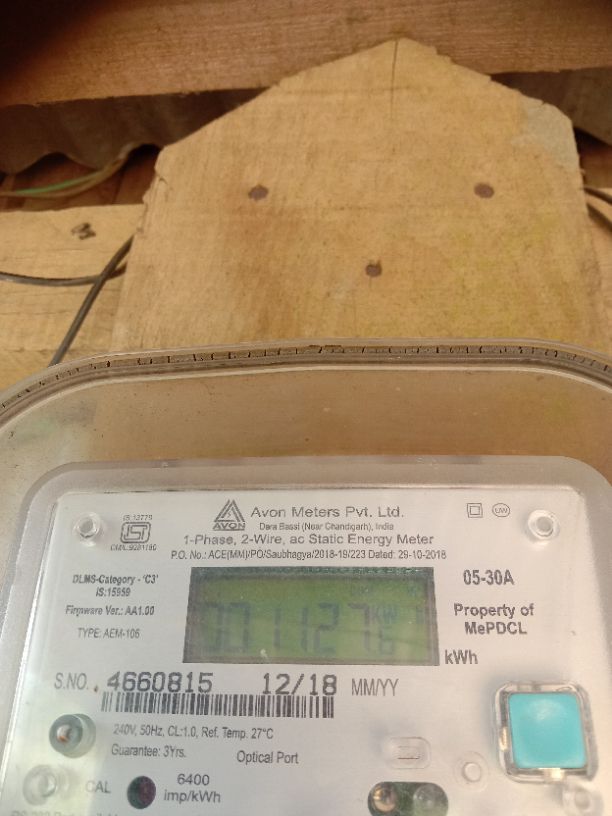 IS:13779
ISI
CM/L:9281180
AVON
Avon Meters Pvt. Ltd.
Dera Bassi (Near Chandigarh), India
1-Phase, 2-Wire, ac Static Energy Meter
P.O. No.: ACE(MM)/PO/Saubhagya/2018-19/223 Dated: 29-10-2018
DLMS-Category - 'C3'
IS:15959
Firmware Ver.: AA1.00
TYPE: AEM-106
05-30A
Property of
MePDCL
kWh
S.NO. 4660815 12/18 MM/YY
240V, 50Hz, CL:1.0, Ref. Temp. 27°C
Guarantee: 3Yrs.
Optical Port
CAL
6400
imp/kWh